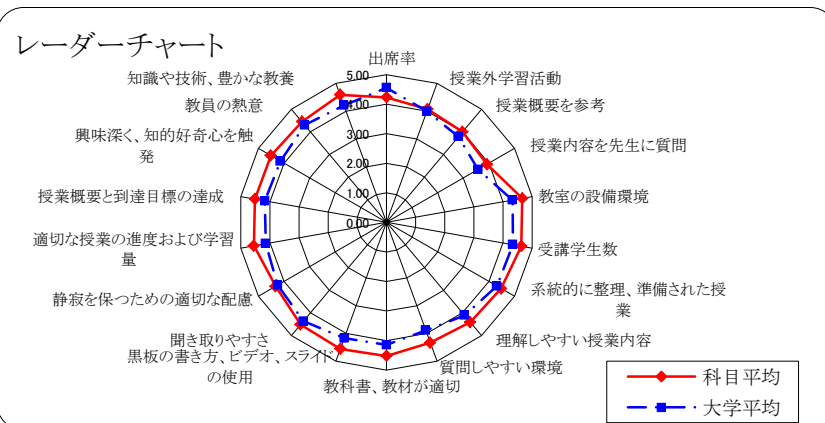 レーダーチャート
出席率
授業外学習活動
授業概要を参考
授業内容を先生に質問
教室の設備環境
受講学生数
系統的に整理、準備された授
業
理解しやすい授業内容
質問しやすい環境
教科書、教材が適切
黒板の書き方、ビデオ、スライド
の使用
聞き取りやすさ
静寂を保つための適切な配慮
適切な授業の進度および学習
量
授業概要と到達目標の達成
興味深く、知的好奇心を触
発
教員の熱意
知識や技術、豊かな教養
5.00
4.00
3.00
2.00
1.00
0.00
科目平均
大学平均